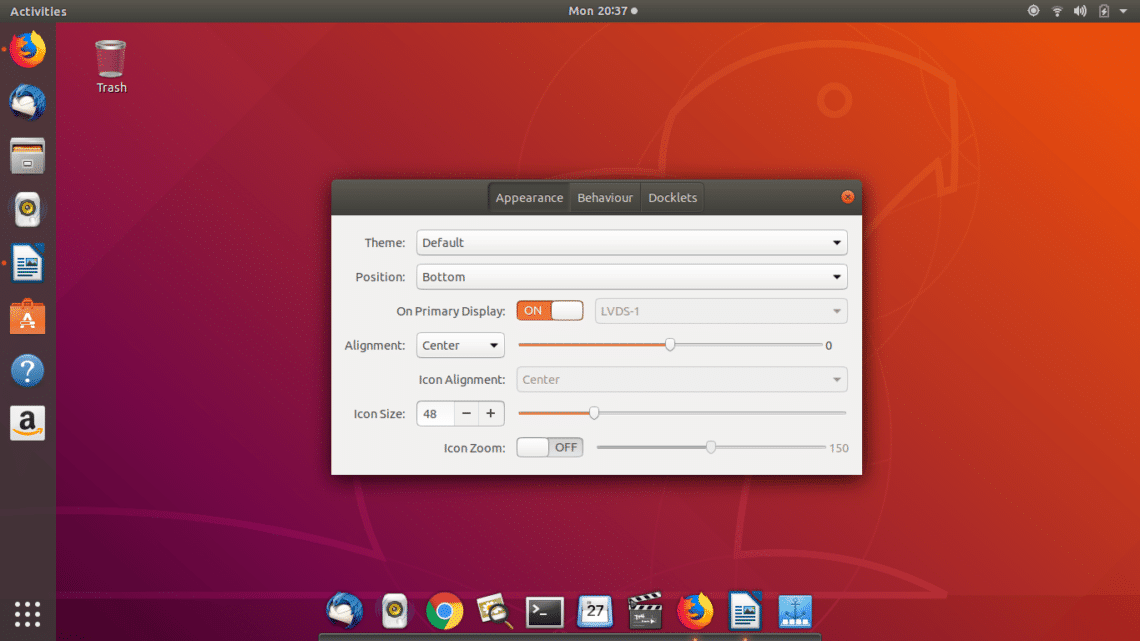 Activities
Mon 20:37
Trash
Appearance Behaviour Docklets
Theme: Default
Position: Bottom
On Primary Display: ON LVDS-1
Alignment: Center 0
Icon Alignment: Center
Icon Size: 48 − +
Icon Zoom: OFF 150
?
a
>_
27